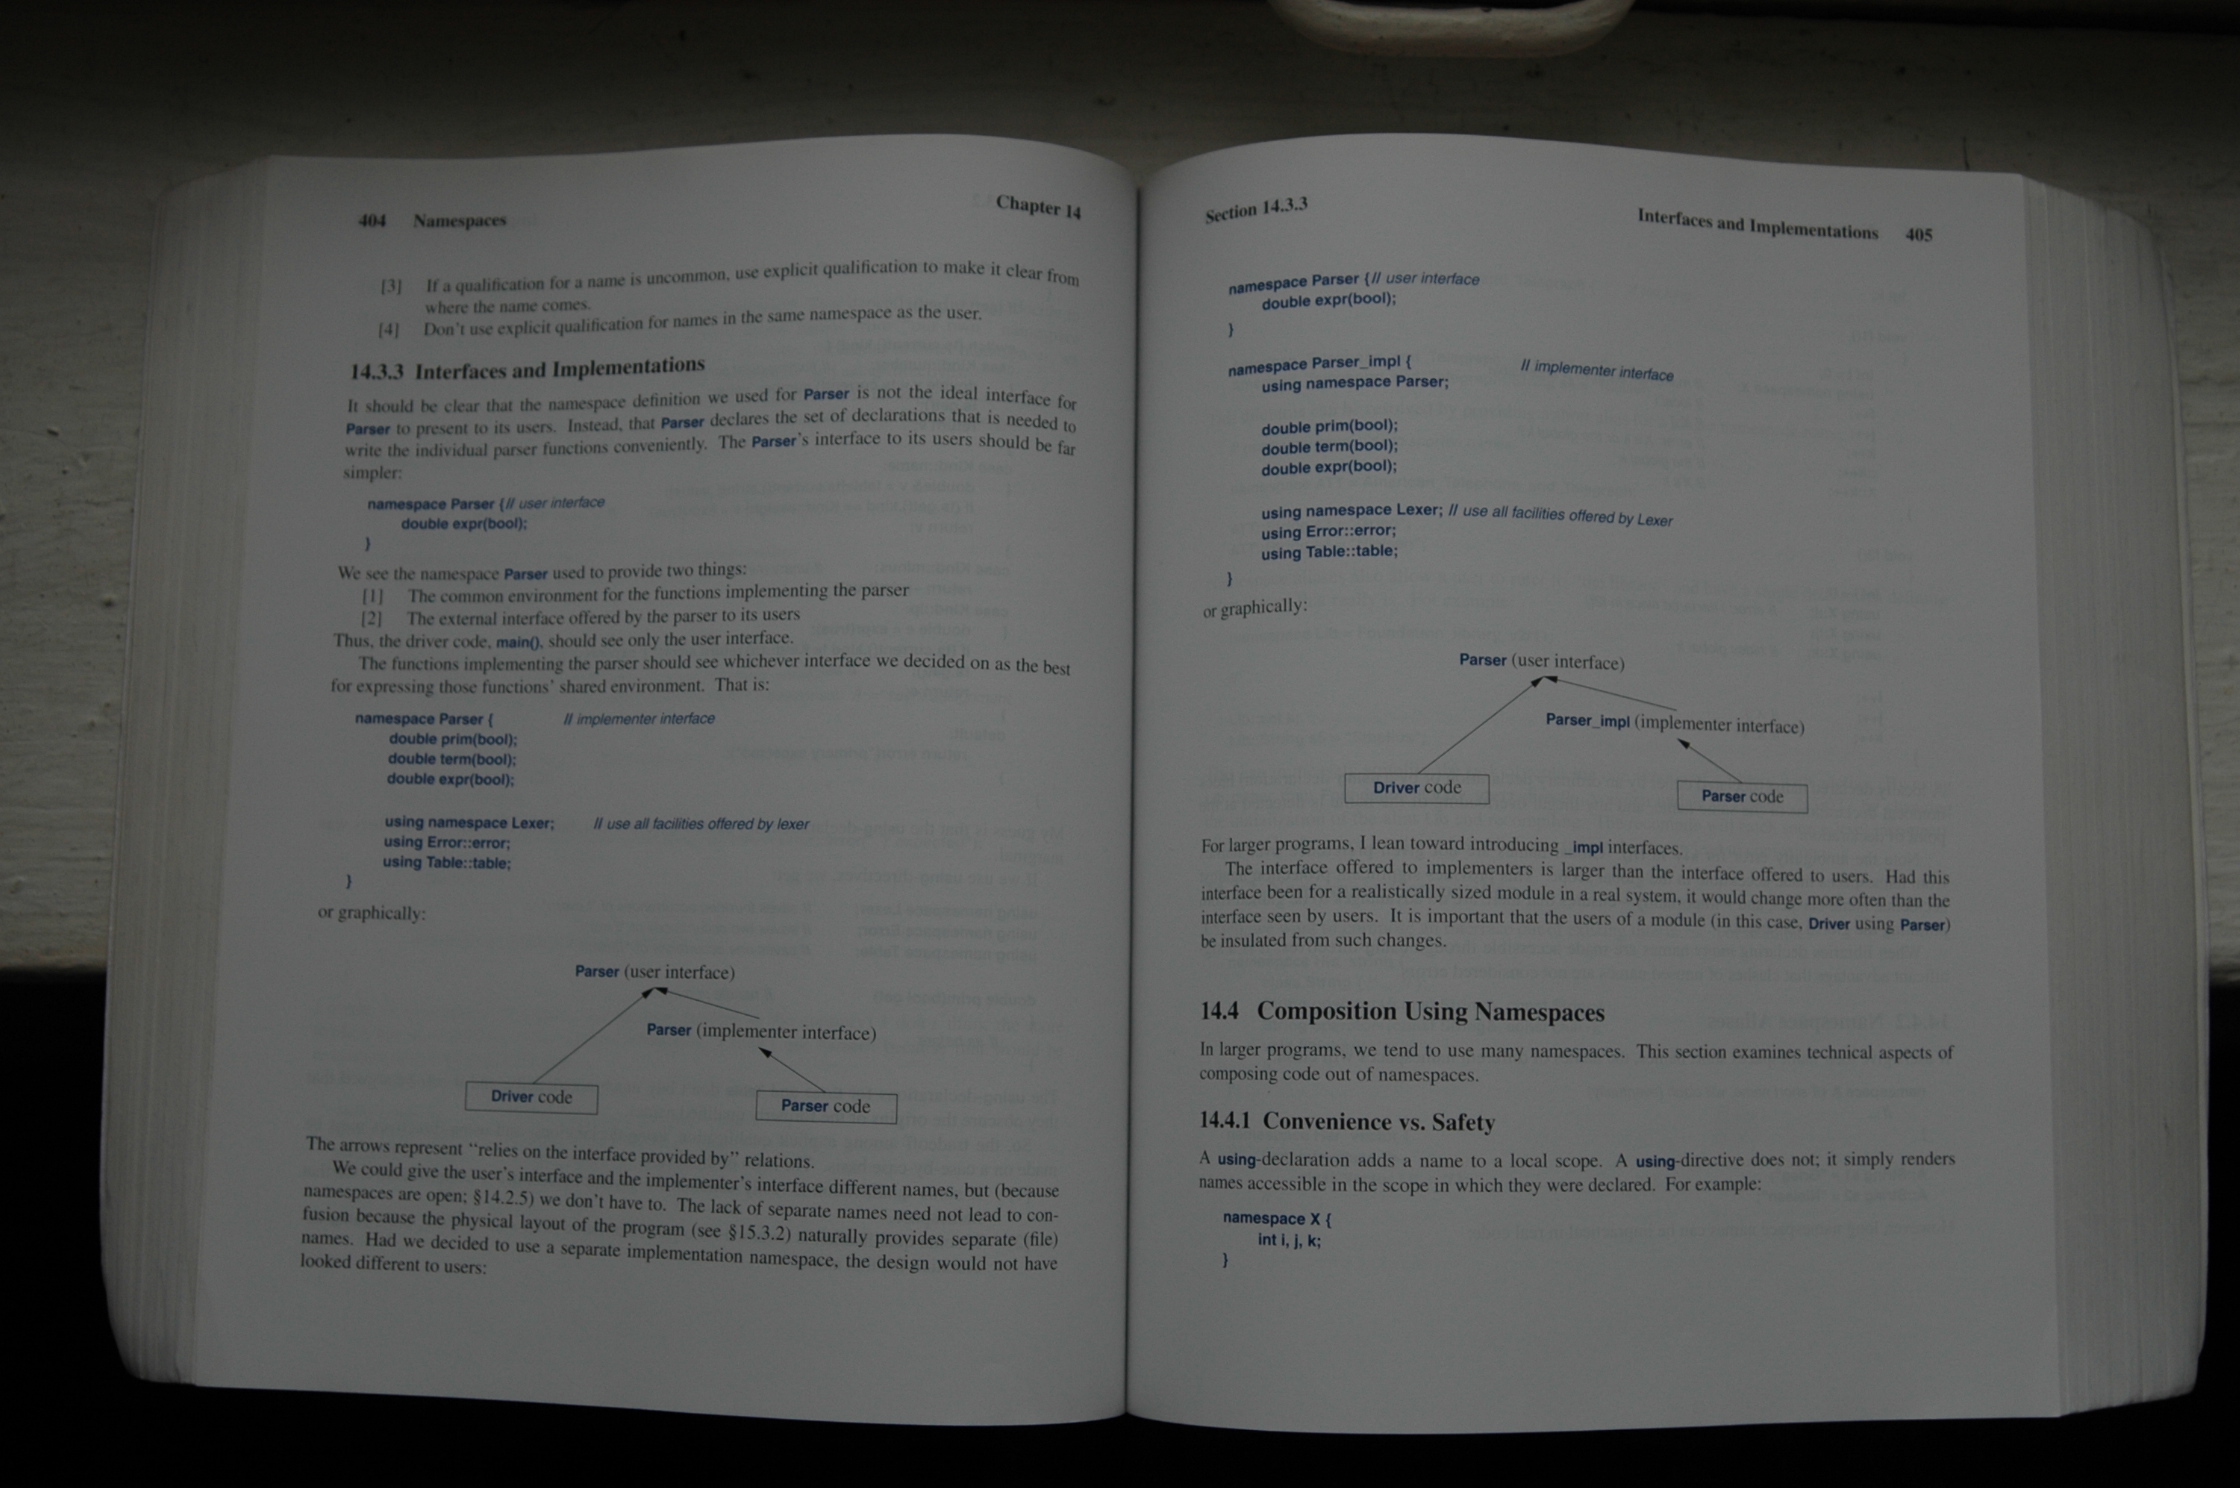 404 Namespaces Chapter 14
[3] If a qualification for a name is uncommon, use explicit qualification to make it clear from
where the name comes.
[4] Don't use explicit qualification for names in the same namespace as the user.
14.3.3 Interfaces and Implementations
It should be clear that the namespace definition we used for Parser is not the ideal interface for
Parser to present to its users. Instead, that Parser declares the set of declarations that is needed to
write the individual parser functions conveniently. The Parser's interface to its users should be far
simpler:
namespace Parser { // user interface
double expr(bool);
}
We see the namespace Parser used to provide two things:
[1] The common environment for the functions implementing the parser
[2] The external interface offered by the parser to its users
Thus, the driver code, main(), should see only the user interface.
The functions implementing the parser should see whichever interface we decided on as the best
for expressing those functions' shared environment. That is:
namespace Parser { // implementer interface
double prim(bool);
double term(bool);
double expr(bool);
using namespace Lexer; // use all facilities offered by lexer
using Error::error;
using Table::table;
}
or graphically:
Parser (user interface)
Parser (implementer interface)
Driver code
Parser code
The arrows represent "relies on the interface provided by" relations.
We could give the user's interface and the implementer's interface different names, but (because
namespaces are open; §14.2.5) we don't have to. The lack of separate names need not lead to con-
fusion because the physical layout of the program (see §15.3.2) naturally provides separate (file)
names. Had we decided to use a separate implementation namespace, the design would not have
looked different to users:
Section 14.3.3 Interfaces and Implementations 405
namespace Parser { // user interface
double expr(bool);
}
namespace Parser_impl { // implementer interface
using namespace Parser;
double prim(bool);
double term(bool);
double expr(bool);
using namespace Lexer; // use all facilities offered by Lexer
using Error::error;
using Table::table;
}
or graphically:
Parser (user interface)
Parser_impl (implementer interface)
Driver code
Parser code
For larger programs, I lean toward introducing _impl interfaces.
The interface offered to implementers is larger than the interface offered to users. Had this
interface been for a realistically sized module in a real system, it would change more often than the
interface seen by users. It is important that the users of a module (in this case, Driver using Parser)
be insulated from such changes.
14.4 Composition Using Namespaces
In larger programs, we tend to use many namespaces. This section examines technical aspects of
composing code out of namespaces.
14.4.1 Convenience vs. Safety
A using-declaration adds a name to a local scope. A using-directive does not; it simply renders
names accessible in the scope in which they were declared. For example:
namespace X {
int i, j, k;
}